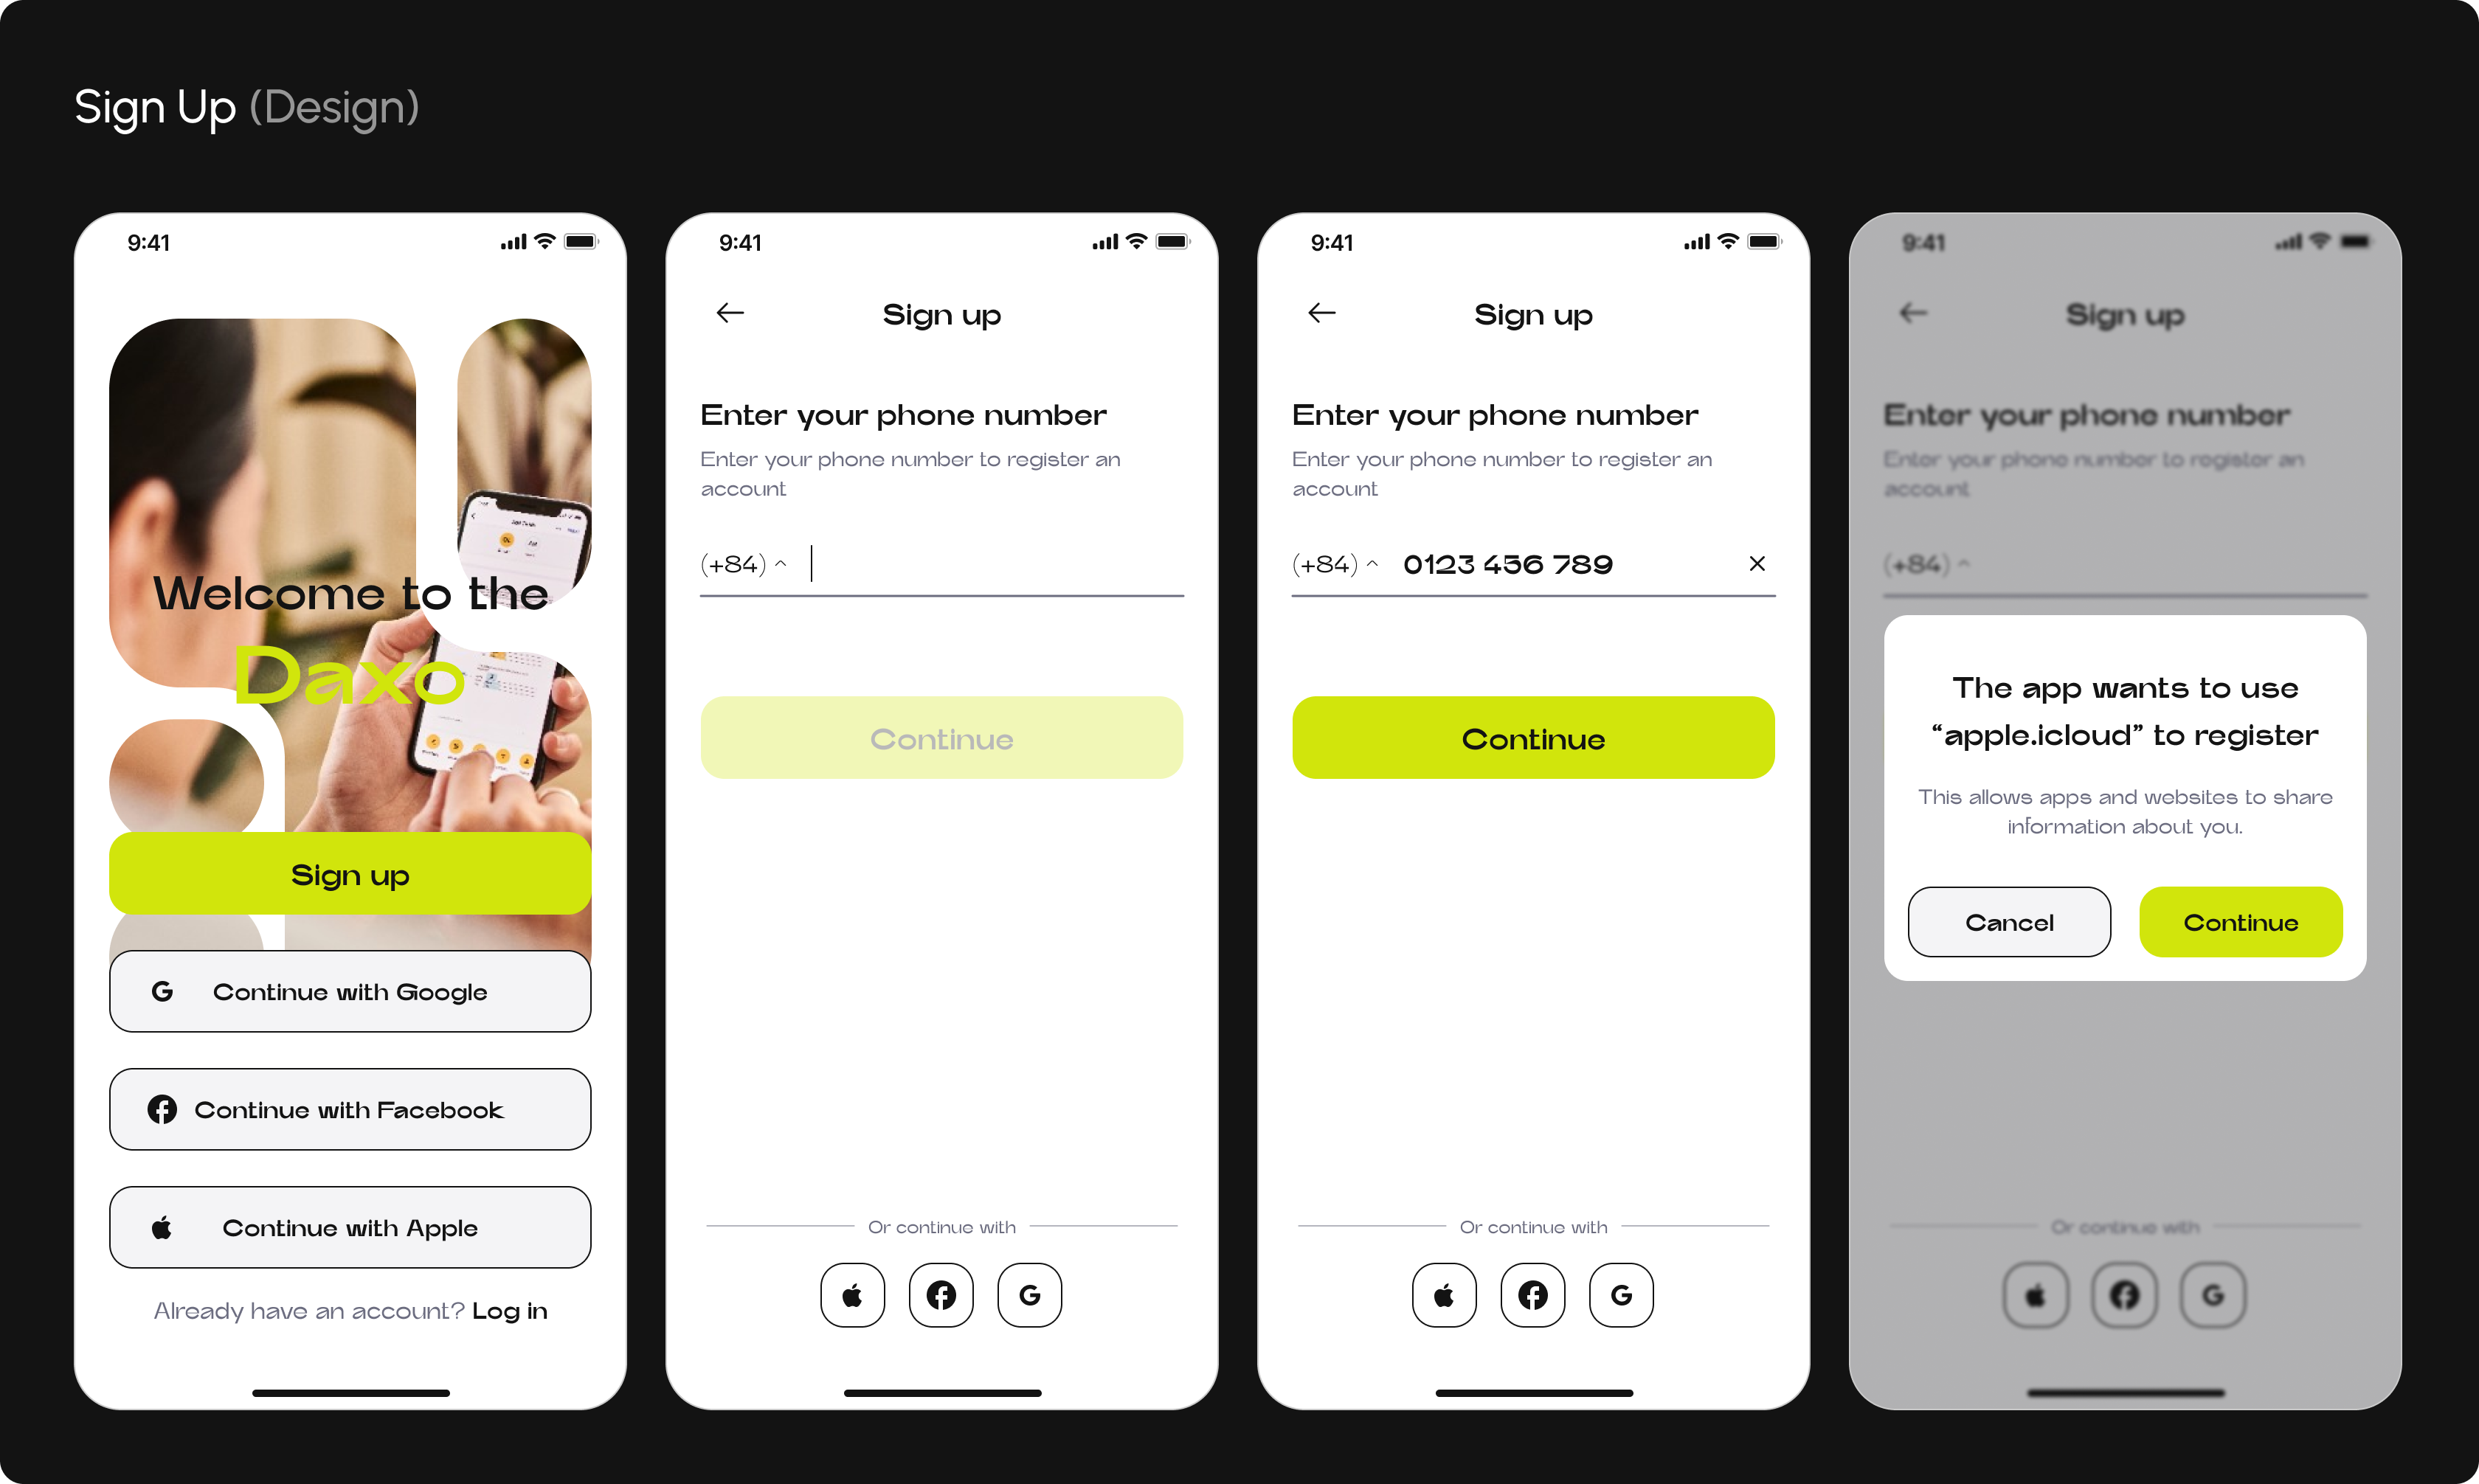 Sign Up (Design)
9:41
Welcome to the
Daxo
Sign up
Continue with Google
Continue with Facebook
Continue with Apple
Already have an account? Log in
9:41
Sign up
Enter your phone number
Enter your phone number to register an
account
(+84)
Continue
Or continue with
9:41
Sign up
Enter your phone number
Enter your phone number to register an
account
(+84) 0123 456 789
Continue
Or continue with
9:41
Sign up
Enter your phone number
Enter your phone number to register an
account
(+84)
The app wants to use
“apple.icloud” to register
This allows apps and websites to share
information about you.
Cancel Continue
Or continue with